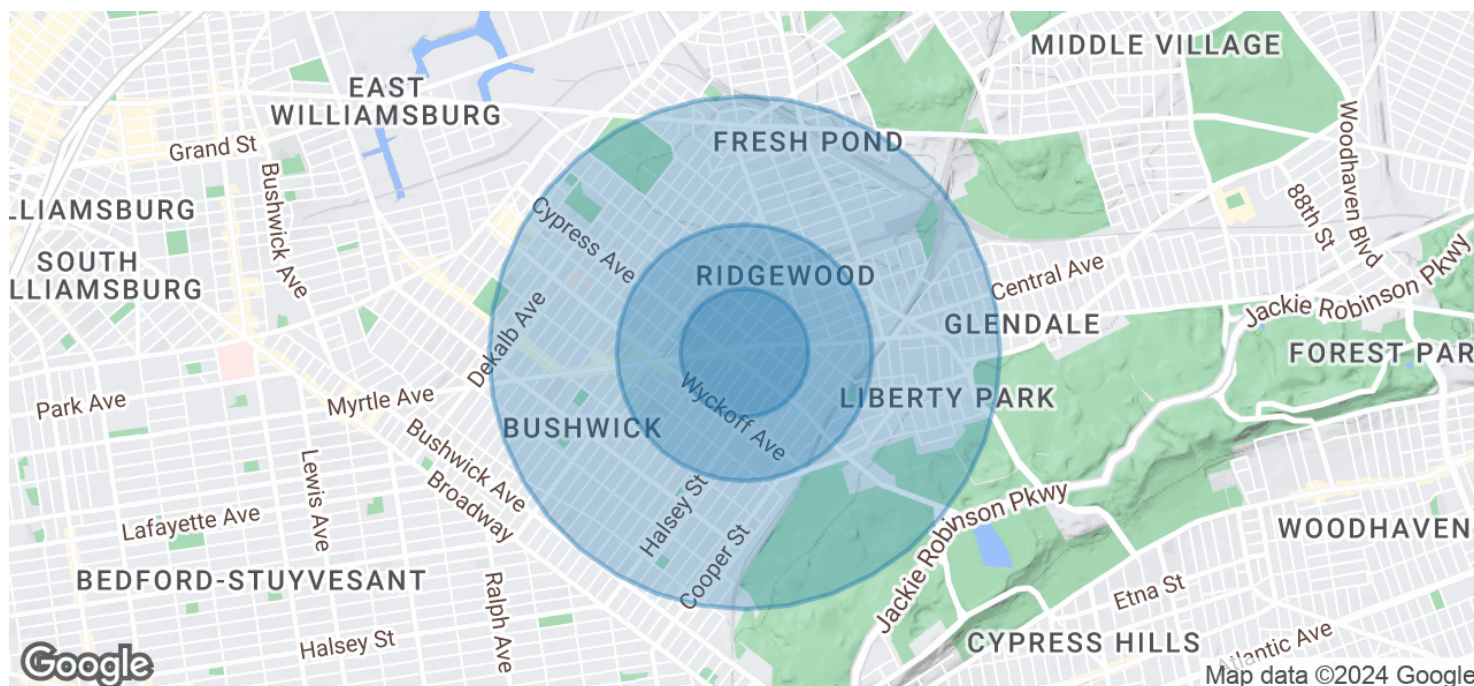 MIDDLE VILLAGE
EAST
WILLIAMSBURG
Woodhaven Blvd
FRESH POND
Grand St
Bushwick Ave
88th St
LLIAMSBURG
Cypress Ave
SOUTH
LLIAMSBURG
RIDGEWOOD
Central Ave
Jackie Robinson Pkwy
Dekalb Ave
GLENDALE
FOREST PAR
Park Ave
Myrtle Ave
Wyckoff Ave
LIBERTY PARK
BUSHWICK
Bushwick Ave
Broadway
Lewis Ave
Lafayette Ave
Halsey St
Cooper St
Jackie Robinson Pkwy
WOODHAVEN
BEDFORD-STUYVESANT
Ralph Ave
Etna St
Halsey St
CYPRESS HILLS
Atlantic Ave
Google
Map data ©2024 Google